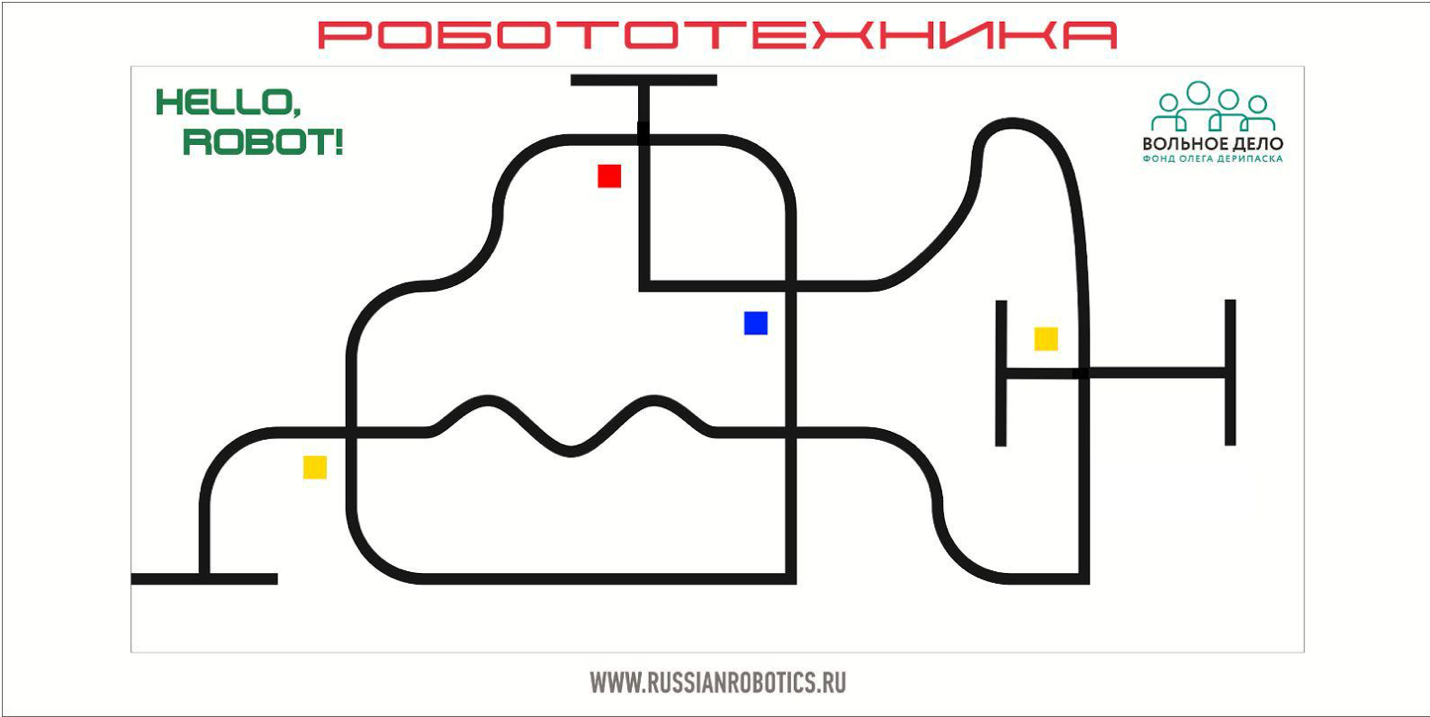 РОБОТОТЕХНИКА
HELLO,
ROBOT!
ВОЛЬНОЕ ДЕЛО
ФОНД ОЛЕГА ДЕРИПАСКА
WWW.RUSSIANROBOTICS.RU